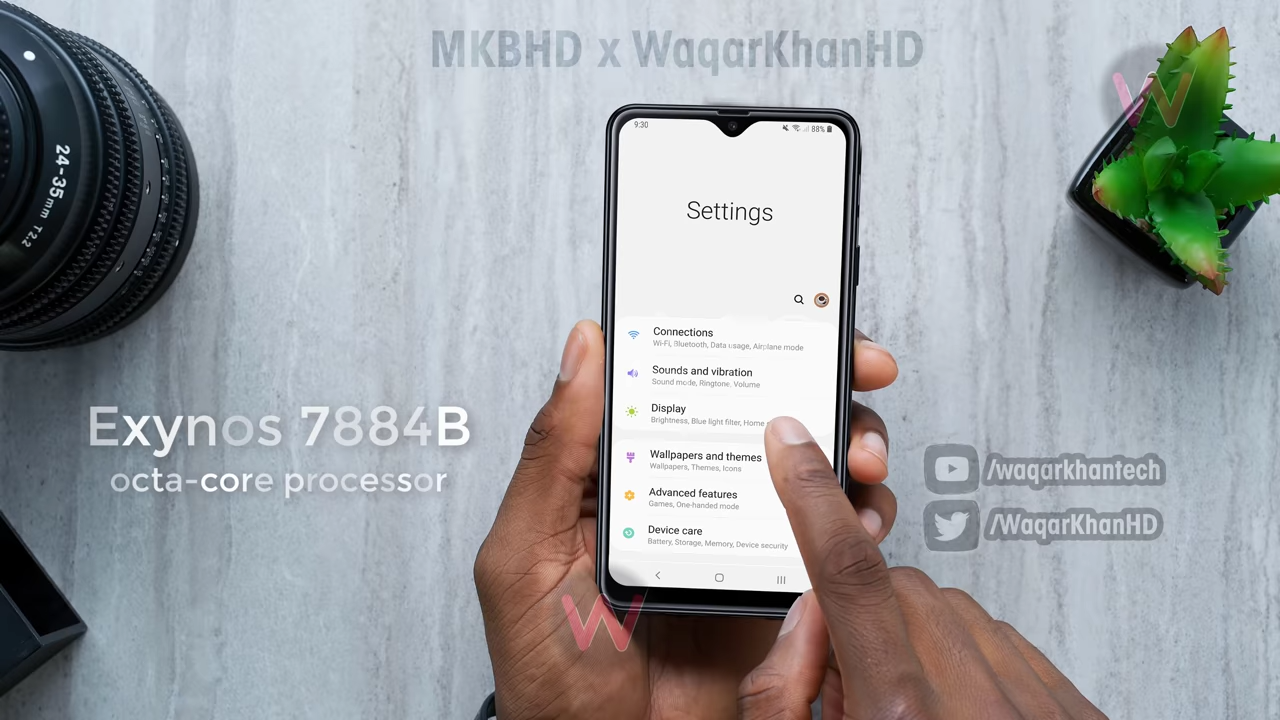 MKBHD x WaqarKhanHD
24-35mm T2.2
9:30
88%
Settings
Connections
Wi-Fi, Bluetooth, Data usage, Airplane mode
Sounds and vibration
Sound mode, Ringtone, Volume
Display
Brightness, Blue light filter, Home
Wallpapers and themes
Wallpapers, Themes, Icons
Advanced features
Games, One-handed mode
Device care
Battery, Storage, Memory, Device security
Exynos 7884B
octa-core processor
/waqarkhantech
/WaqarKhanHD
W
W